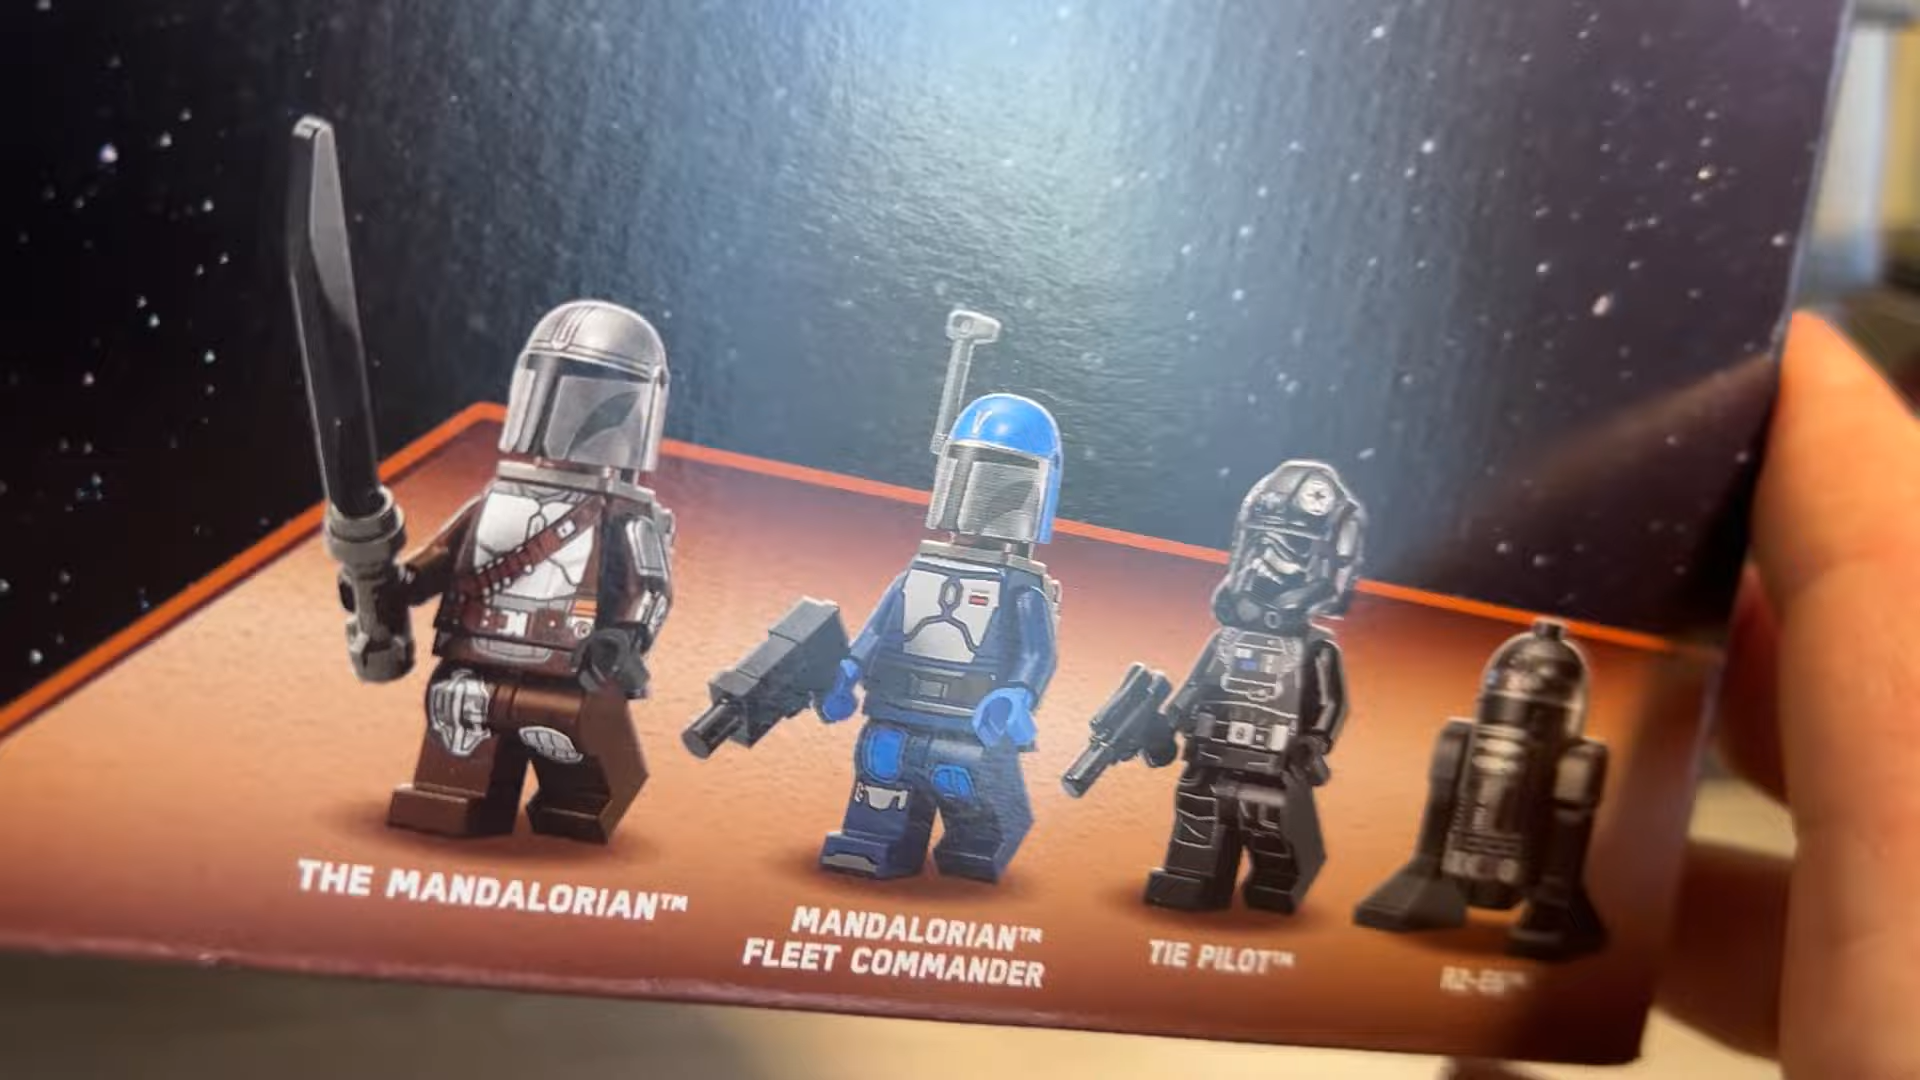 THE MANDALORIAN™
MANDALORIAN™
FLEET COMMANDER
TIE PILOT™